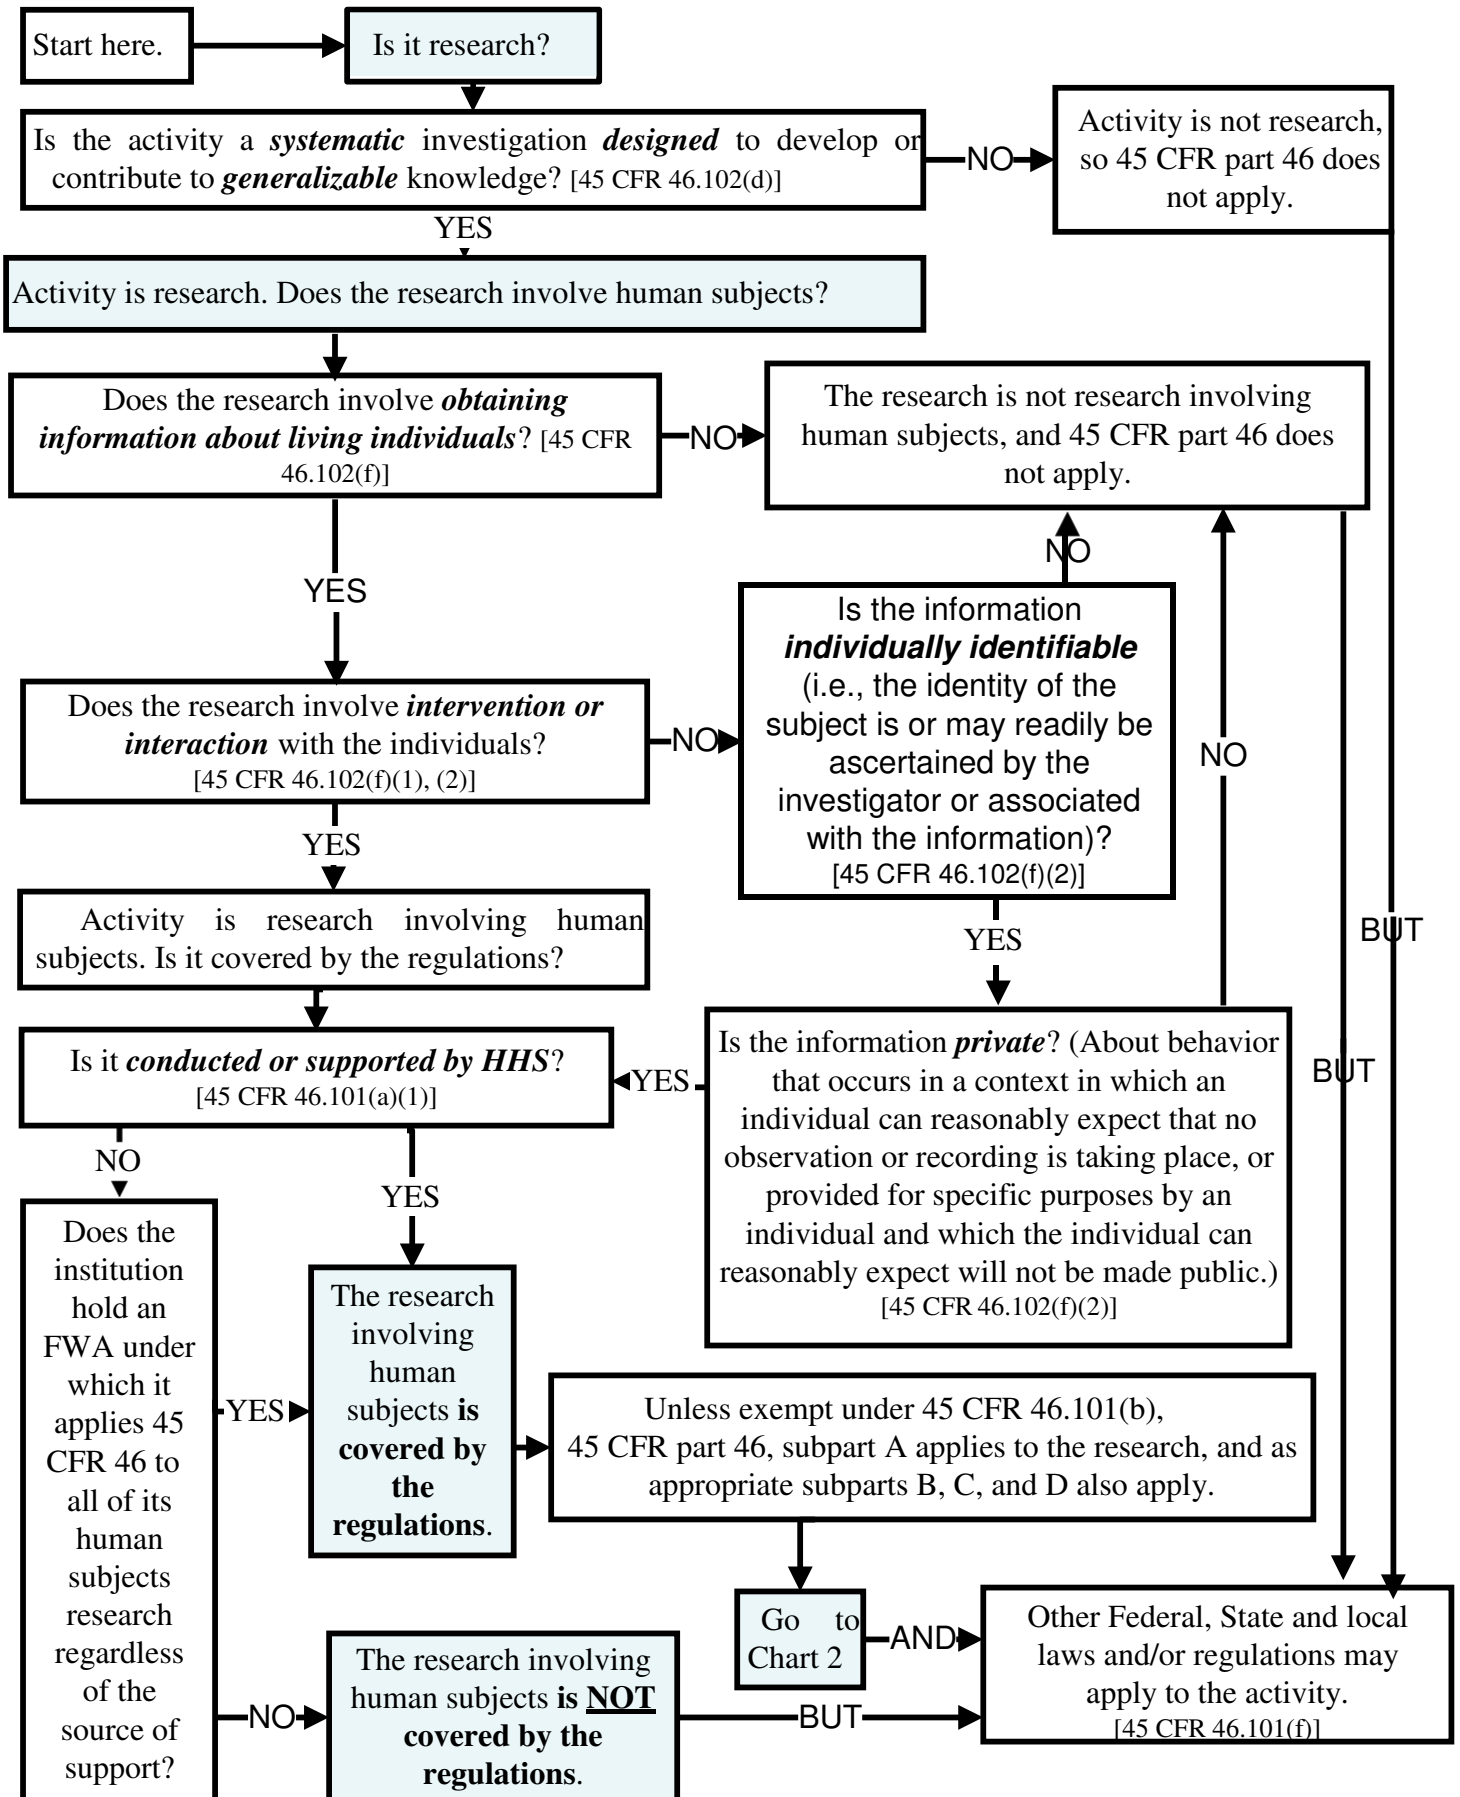 Start here.
Is it research?
Is the activity a systematic investigation designed to develop or
contribute to generalizable knowledge? [45 CFR 46.102(d)]
NO
Activity is not research,
so 45 CFR part 46 does
not apply.
YES
Activity is research. Does the research involve human subjects?
Does the research involve obtaining
information about living individuals? [45 CFR
46.102(f)]
NO
The research is not research involving
human subjects, and 45 CFR part 46 does
not apply.
YES
NO
Is the information
individually identifiable
(i.e., the identity of the
subject is or may readily be
ascertained by the
investigator or associated
with the information)?
[45 CFR 46.102(f)(2)]
NO
Does the research involve intervention or
interaction with the individuals?
[45 CFR 46.102(f)(1), (2)]
NO
YES
Activity is research involving human
subjects. Is it covered by the regulations?
YES
BUT
Is it conducted or supported by HHS?
[45 CFR 46.101(a)(1)]
YES
Is the information private? (About behavior
that occurs in a context in which an
individual can reasonably expect that no
observation or recording is taking place, or
provided for specific purposes by an
individual and which the individual can
reasonably expect will not be made public.)
[45 CFR 46.102(f)(2)]
BUT
NO
YES
Does the
institution
hold an
FWA under
which it
applies 45
CFR 46 to
all of its
human
subjects
research
regardless
of the
source of
support?
YES
The research
involving
human
subjects is
covered by
the
regulations.
Unless exempt under 45 CFR 46.101(b),
45 CFR part 46, subpart A applies to the research, and as
appropriate subparts B, C, and D also apply.
Go to
Chart 2
AND
Other Federal, State and local
laws and/or regulations may
apply to the activity.
[45 CFR 46.101(f)]
NO
The research involving
human subjects is NOT
covered by the
regulations.
BUT